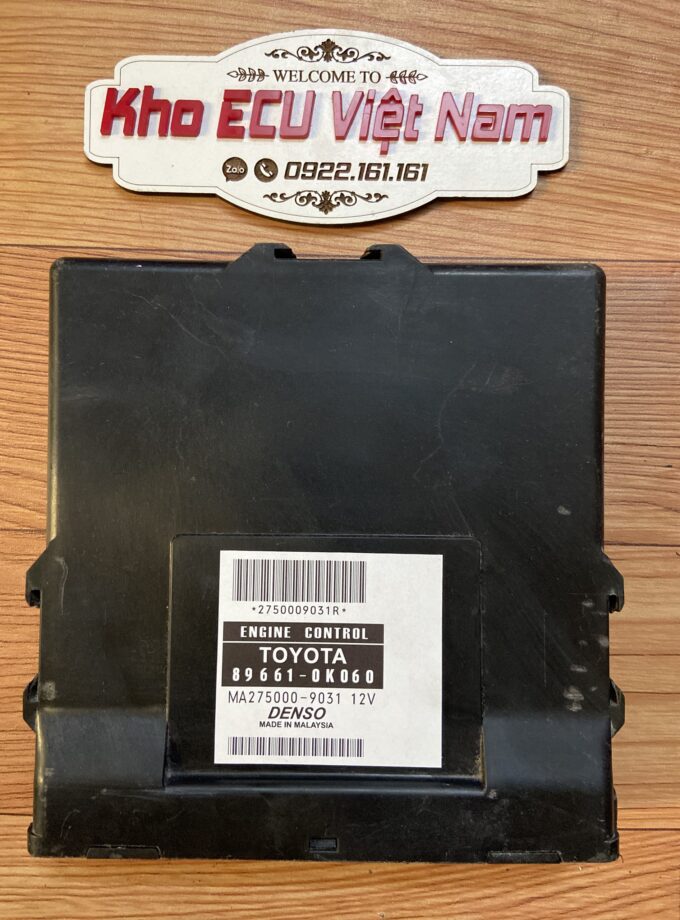 WELCOME TO
Kho ECU Việt Nam
Zalo 0922.161.161
*2750009031R*
ENGINE CONTROL
TOYOTA
89661-0K060
MA275000-9031 12V
DENSO
MADE IN MALAYSIA